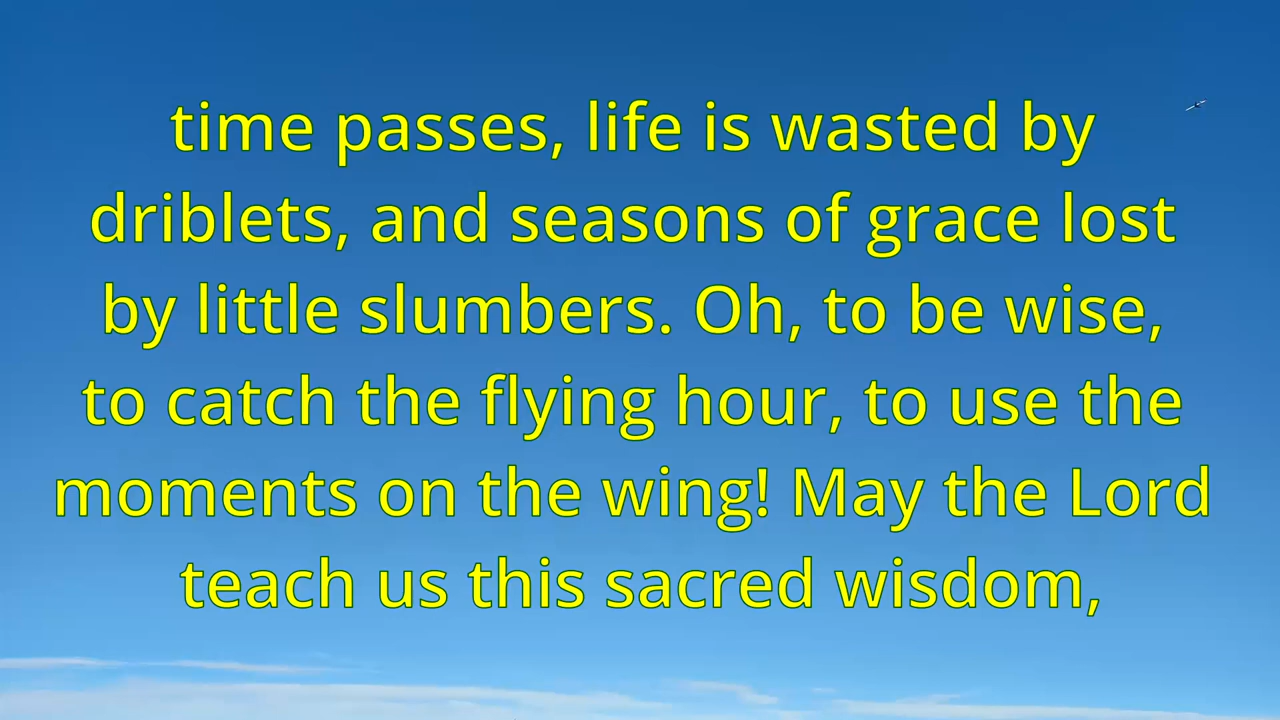 time passes, life is wasted by
driblets, and seasons of grace lost
by little slumbers. Oh, to be wise,
to catch the flying hour, to use the
moments on the wing! May the Lord
teach us this sacred wisdom,